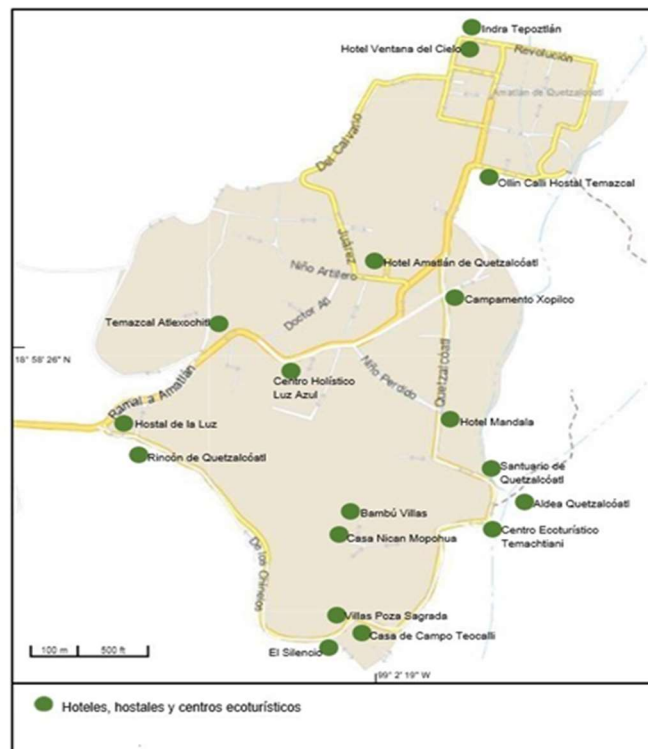 Indra Tepoztlán
Hotel Ventana del Cielo
Revolución
Amatlán de Quetzalcóatl
Del Calvario
Ollin Calli Hostal Temazcal
Juárez
Hotel Amatlán de Quetzalcóatl
Niño Artillero
Campamento Xopilco
Doctor Atl
Temazcal Atlexochitl
Quetzalcóatl
18° 58' 26" N
Niño Perdido
Centro Holístico
Luz Azul
Ramal a Amatlán
Hostal de la Luz
Hotel Mandala
Rincón de Quetzalcóatl
Santuario de
Quetzalcóatl
Aldea Quetzalcóatl
Bambú Villas
Centro Ecoturístico
Temachtiani
Casa Nican Mopohua
De los Chinelos
Villas Poza Sagrada
Casa de Campo Teocalli
El Silencio
100 m 500 ft
99° 2' 19" W
Hoteles, hostales y centros ecoturísticos